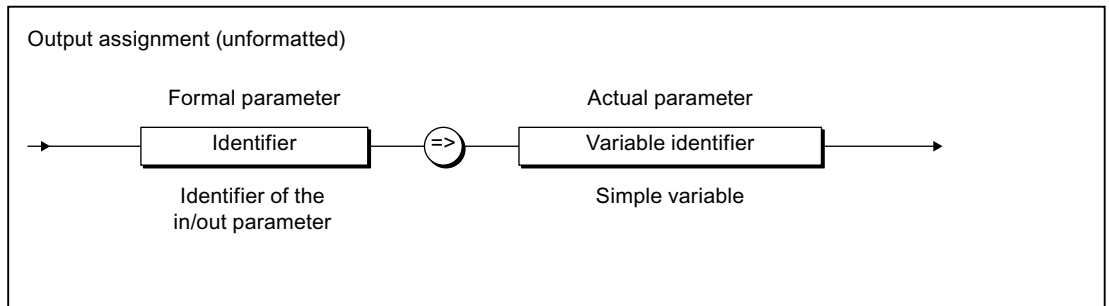 Output assignment (unformatted)
Formal parameter
Actual parameter
Identifier
=>
Variable identifier
Identifier of the
in/out parameter
Simple variable